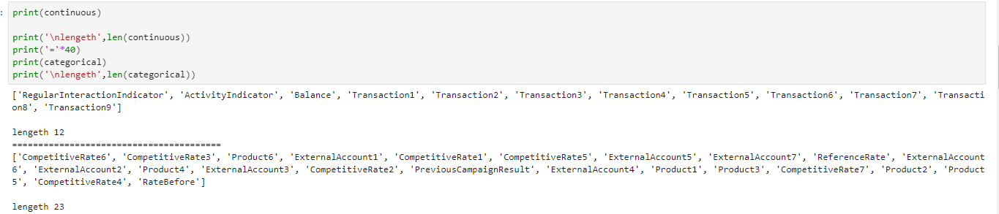 :
print(continuous)
print('\nlengeth',len(continuous))
print('='*40)
print(categorical)
print('\nlengeth',len(categorical))
['RegularInteractionIndicator', 'ActivityIndicator', 'Balance', 'Transaction1', 'Transaction2', 'Transaction3', 'Transaction4', 'Transaction5', 'Transaction6', 'Transaction7', 'Transacti
on8', 'Transaction9']
lengeth 12
========================================
['CompetitiveRate6', 'CompetitiveRate3', 'Product6', 'ExternalAccount1', 'CompetitiveRate1', 'CompetitiveRate5', 'ExternalAccount5', 'ExternalAccount7', 'ReferenceRate', 'ExternalAccount
6', 'ExternalAccount2', 'Product4', 'ExternalAccount3', 'CompetitiveRate2', 'PreviousCampaignResult', 'ExternalAccount4', 'Product1', 'Product3', 'CompetitiveRate7', 'Product2', 'Product
5', 'CompetitiveRate4', 'RateBefore']
lengeth 23